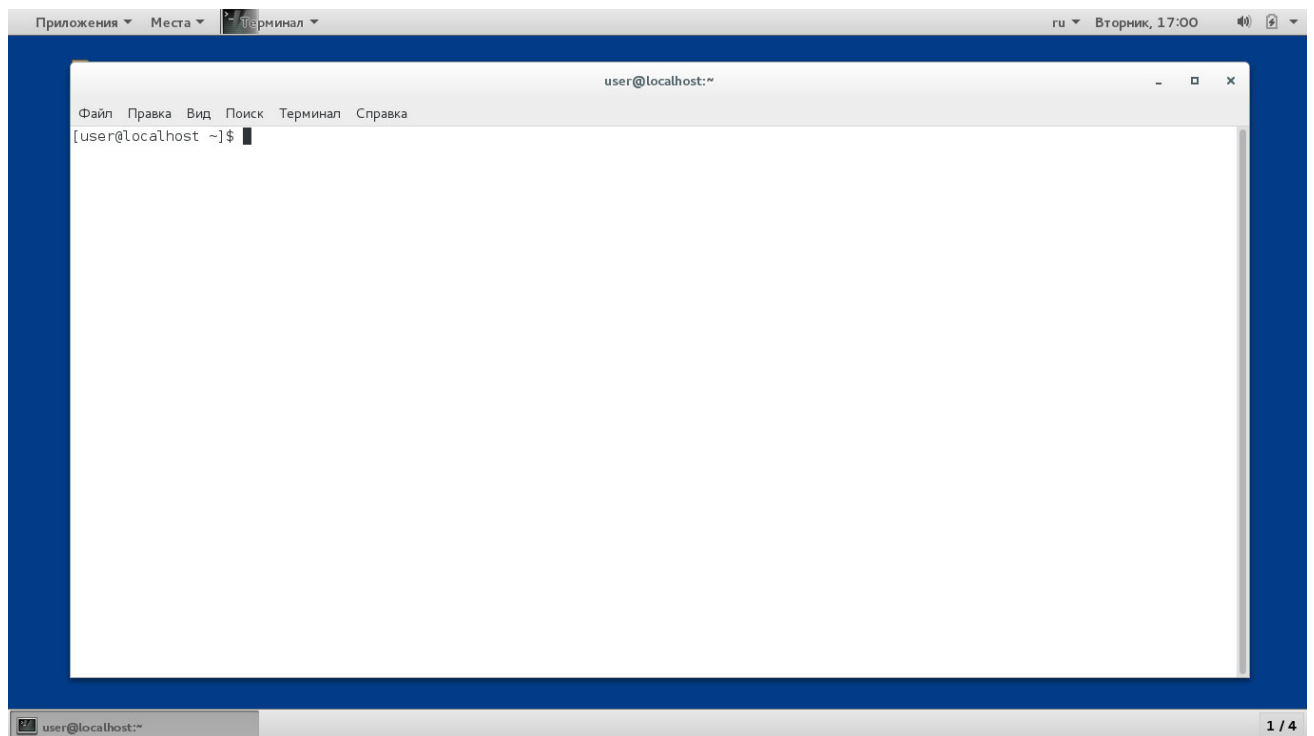 Приложения Места Терминал ru Вторник, 17:00
user@localhost:~
Файл Правка Вид Поиск Терминал Справка
[user@localhost ~]$
user@localhost:~ 1 / 4